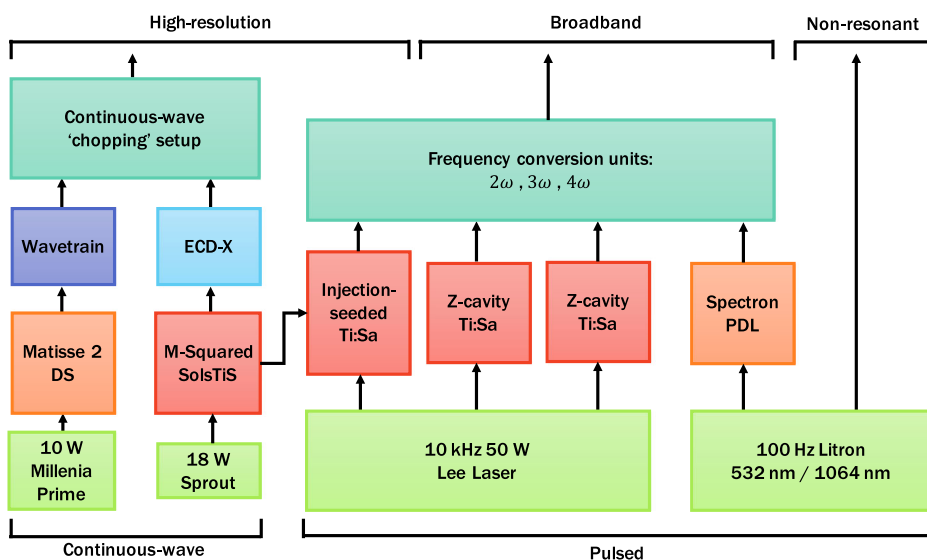 High-resolution
Broadband
Non-resonant
Continuous-wave
‘chopping’ setup
Frequency conversion units:
2ω , 3ω , 4ω
Wavetrain
ECD-X
Injection-
seeded
Ti:Sa
Z-cavity
Ti:Sa
Z-cavity
Ti:Sa
Spectron
PDL
Matisse 2
DS
M-Squared
SolsTiS
10 W
Millenia
Prime
18 W
Sprout
10 kHz 50 W
Lee Laser
100 Hz Litron
532 nm / 1064 nm
Continuous-wave
Pulsed